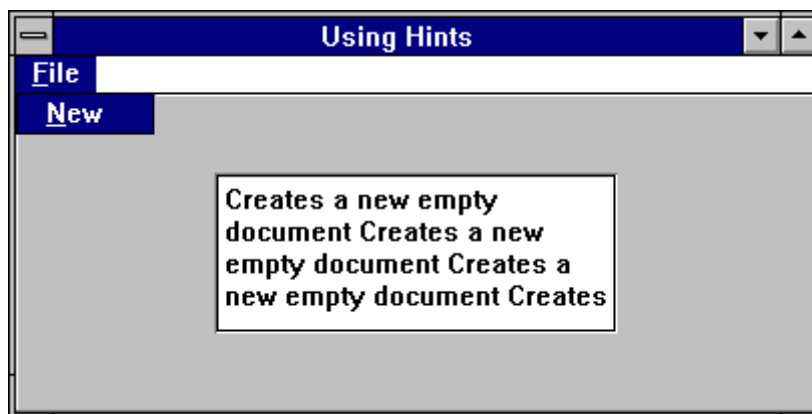 Using Hints
File
New
Creates a new empty
document Creates a new
empty document Creates a
new empty document Creates